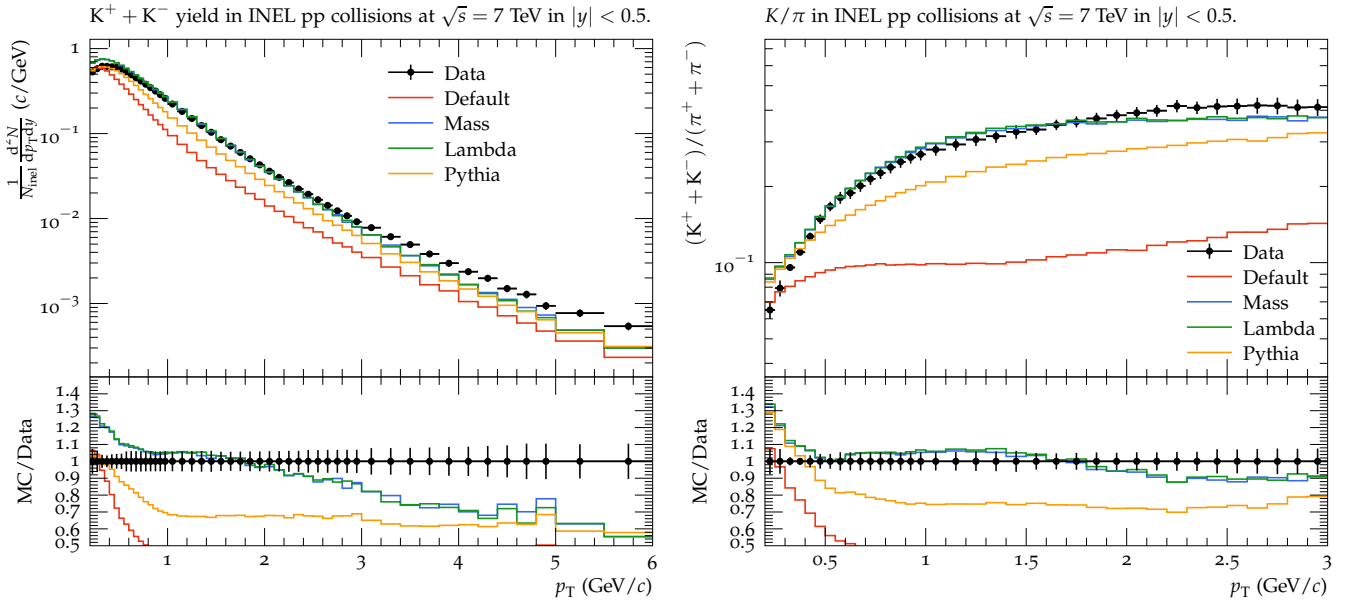 K⁺ + K⁻ yield in INEL pp collisions at √s = 7 TeV in |y| < 0.5.
1/N_inel d²N/dp_Tdy (c/GeV)
1
10⁻¹
10⁻²
10⁻³
Data
Default
Mass
Lambda
Pythia
MC/Data
1.4
1.3
1.2
1.1
1
0.9
0.8
0.7
0.6
0.5
1 2 3 4 5 6
p_T (GeV/c)
K/π in INEL pp collisions at √s = 7 TeV in |y| < 0.5.
(K⁺ + K⁻)/(π⁺ + π⁻)
10⁻¹
Data
Default
Mass
Lambda
Pythia
MC/Data
1.4
1.3
1.2
1.1
1
0.9
0.8
0.7
0.6
0.5
0.5 1 1.5 2 2.5 3
p_T (GeV/c)